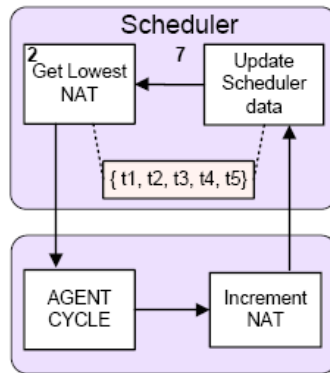 Scheduler
2
Get Lowest
NAT
7
Update
Scheduler
data
{ t1, t2, t3, t4, t5}
AGENT
CYCLE
Increment
NAT